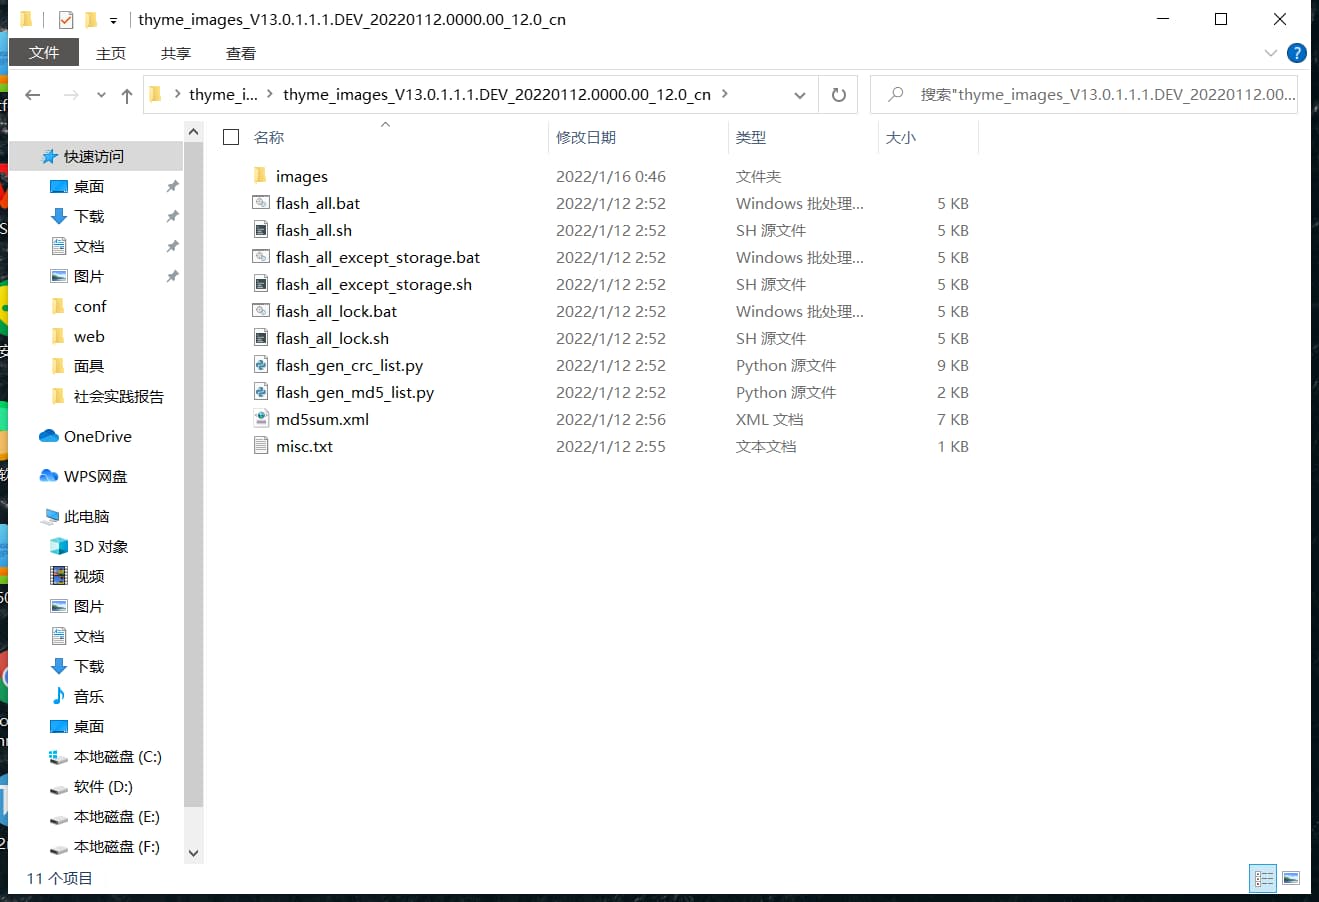 thyme_images_V13.0.1.1.1.DEV_20220112.0000.00_12.0_cn
文件 主页 共享 查看
thyme_i... thyme_images_V13.0.1.1.1.DEV_20220112.0000.00_12.0_cn 搜索"thyme_images_V13.0.1.1.1.DEV_20220112.00...
名称 修改日期 类型 大小
images 2022/1/16 0:46 文件夹
flash_all.bat 2022/1/12 2:52 Windows 批处理... 5 KB
flash_all.sh 2022/1/12 2:52 SH 源文件 5 KB
flash_all_except_storage.bat 2022/1/12 2:52 Windows 批处理... 5 KB
flash_all_except_storage.sh 2022/1/12 2:52 SH 源文件 5 KB
flash_all_lock.bat 2022/1/12 2:52 Windows 批处理... 5 KB
flash_all_lock.sh 2022/1/12 2:52 SH 源文件 5 KB
flash_gen_crc_list.py 2022/1/12 2:52 Python 源文件 9 KB
flash_gen_md5_list.py 2022/1/12 2:52 Python 源文件 2 KB
md5sum.xml 2022/1/12 2:56 XML 文档 7 KB
misc.txt 2022/1/12 2:55 文本文档 1 KB
快速访问
桌面
下载
文档
图片
conf
web
面具
社会实践报告
OneDrive
WPS网盘
此电脑
3D 对象
视频
图片
文档
下载
音乐
桌面
本地磁盘 (C:)
软件 (D:)
本地磁盘 (E:)
本地磁盘 (F:)
11 个项目